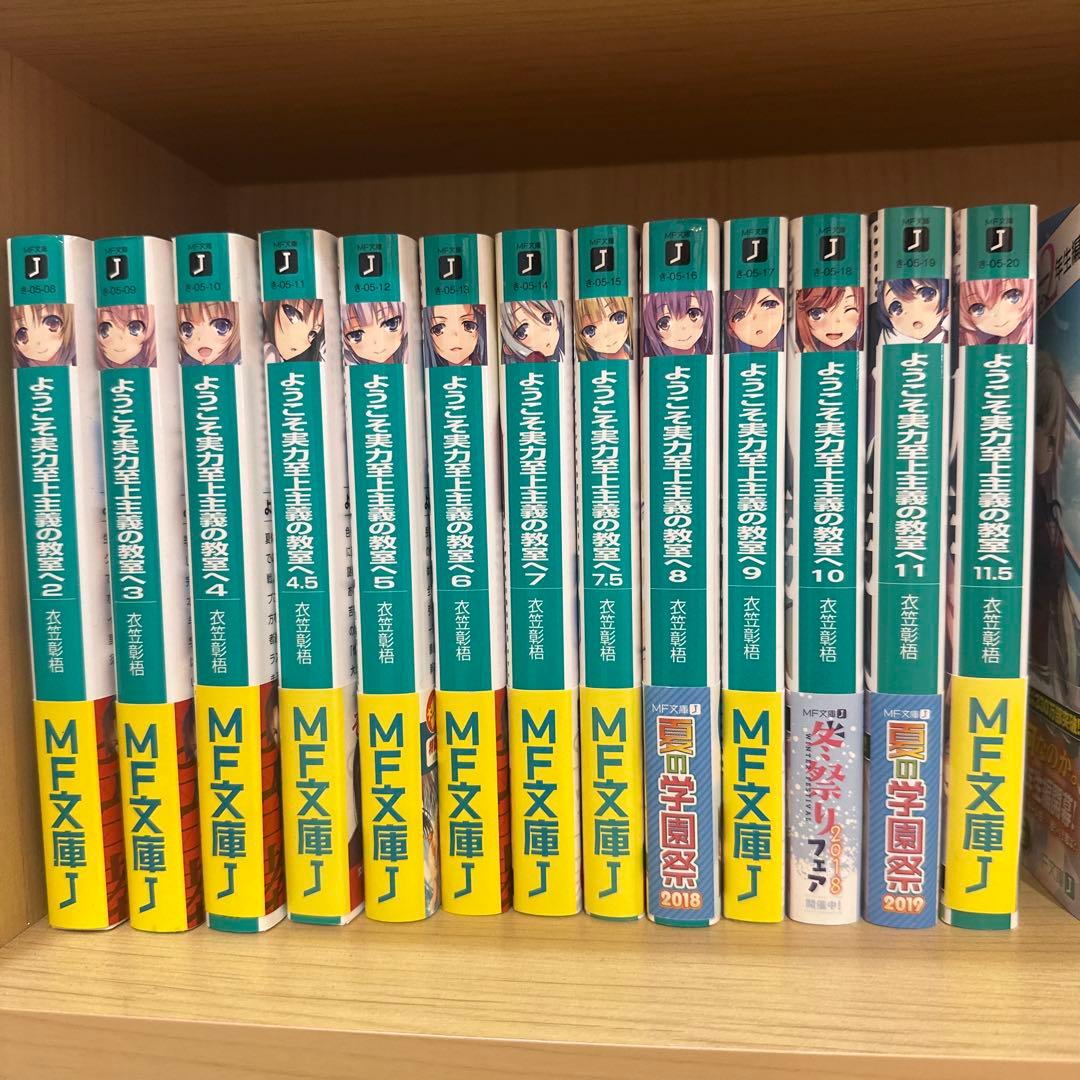 MF文庫
J
き-05-08
ようこそ実力至上主義の教室へ2
衣笠彰梧
MF文庫J
MF文庫
J
き-05-09
ようこそ実力至上主義の教室へ3
衣笠彰梧
MF文庫J
MF文庫
J
き-05-10
ようこそ実力至上主義の教室へ4
衣笠彰梧
MF文庫J
MF文庫
J
き-05-11
ようこそ実力至上主義の教室へ4.5
衣笠彰梧
MF文庫J
MF文庫
J
き-05-12
ようこそ実力至上主義の教室へ5
衣笠彰梧
MF文庫J
MF文庫
J
き-05-13
ようこそ実力至上主義の教室へ6
衣笠彰梧
MF文庫J
MF文庫
J
き-05-14
ようこそ実力至上主義の教室へ7
衣笠彰梧
MF文庫J
MF文庫
J
き-05-15
ようこそ実力至上主義の教室へ7.5
衣笠彰梧
MF文庫J
MF文庫
J
き-05-16
ようこそ実力至上主義の教室へ8
衣笠彰梧
MF文庫J
夏の学園祭
2018
MF文庫
J
き-05-17
ようこそ実力至上主義の教室へ9
衣笠彰梧
MF文庫J
MF文庫
J
き-05-18
ようこそ実力至上主義の教室へ10
衣笠彰梧
MF文庫J
冬祭り
WINTER FESTIVAL
2018
フェア
開催中!
MF文庫
J
き-05-19
ようこそ実力至上主義の教室へ11
衣笠彰梧
MF文庫J
夏の学園祭
2019
MF文庫
J
き-05-20
ようこそ実力至上主義の教室へ11.5
衣笠彰梧
MF文庫J
年生編